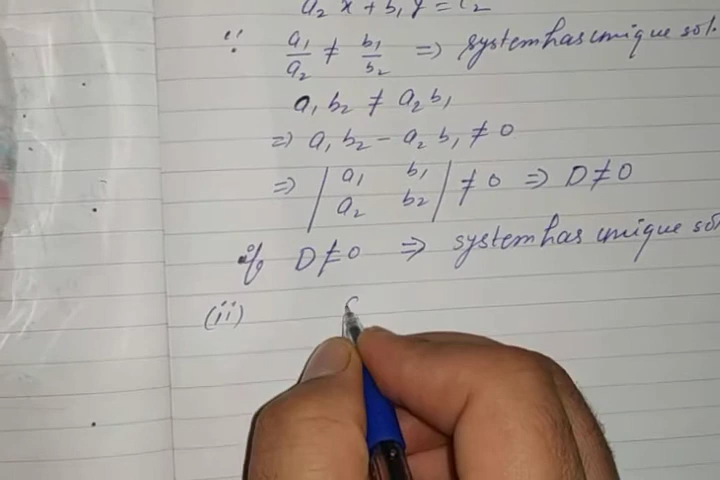 a₂ x + b, y = c₂
∵ a₁/a₂ ≠ b₁/b₂ => system has unique sol.
a₁ b₂ ≠ a₂ b₁
=> a₁ b₂ - a₂ b₁ ≠ 0
=> | a₁ b₁ | ≠ 0 => D ≠ 0
| a₂ b₂ |
if D ≠ 0 => system has unique sol
(ii)